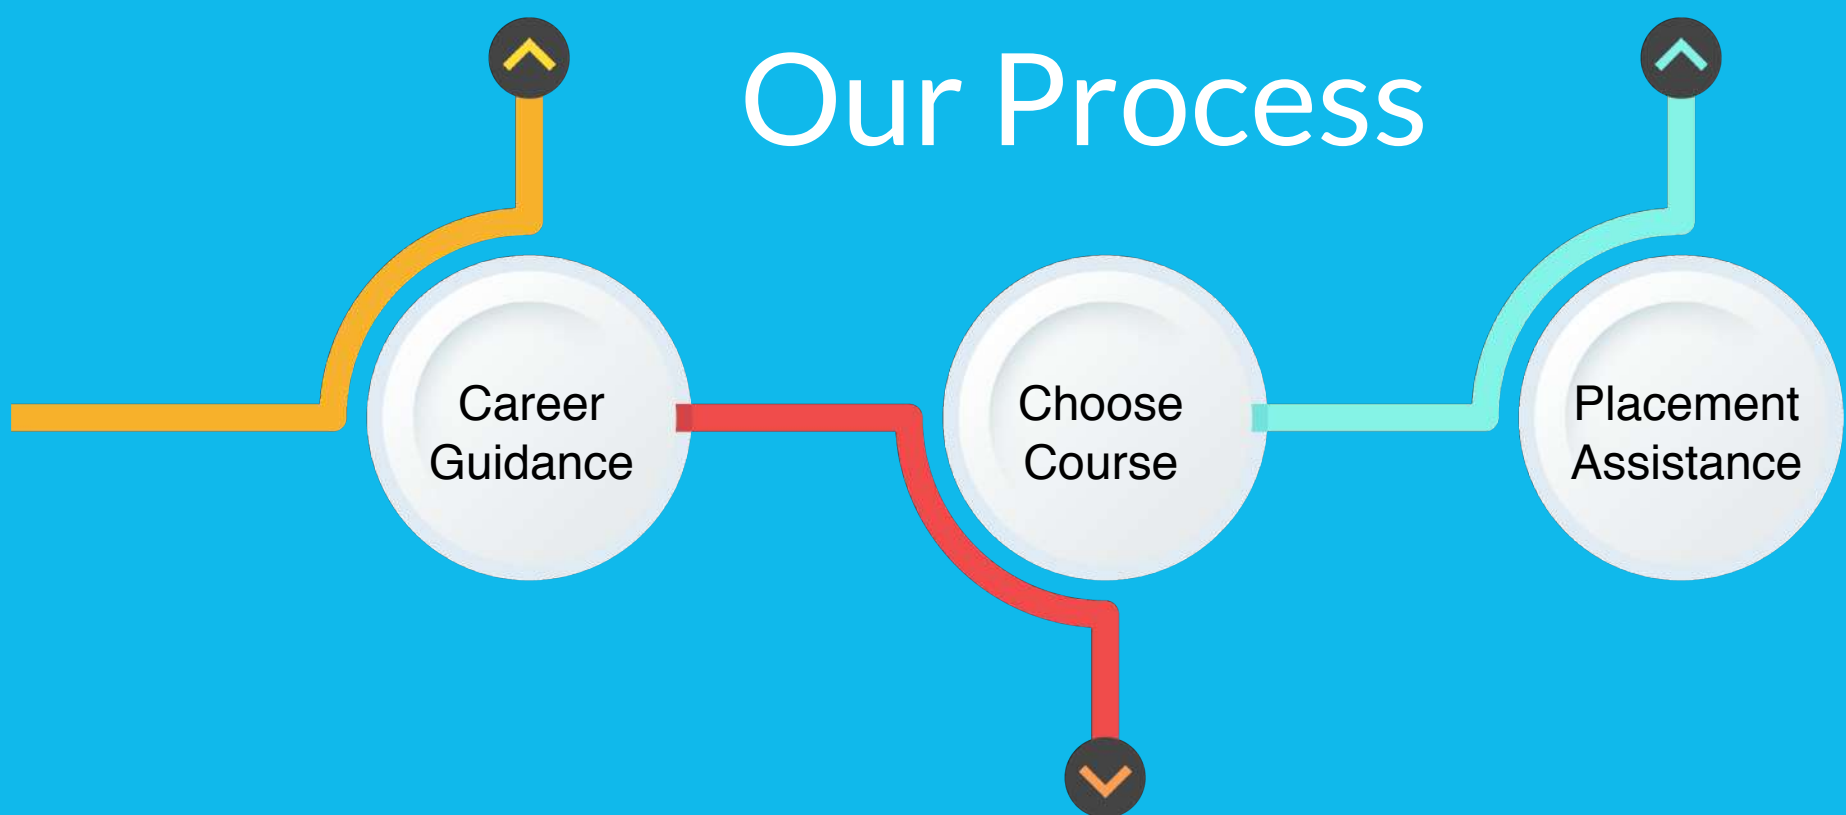 Our Process
Career
Guidance
Choose
Course
Placement
Assistance